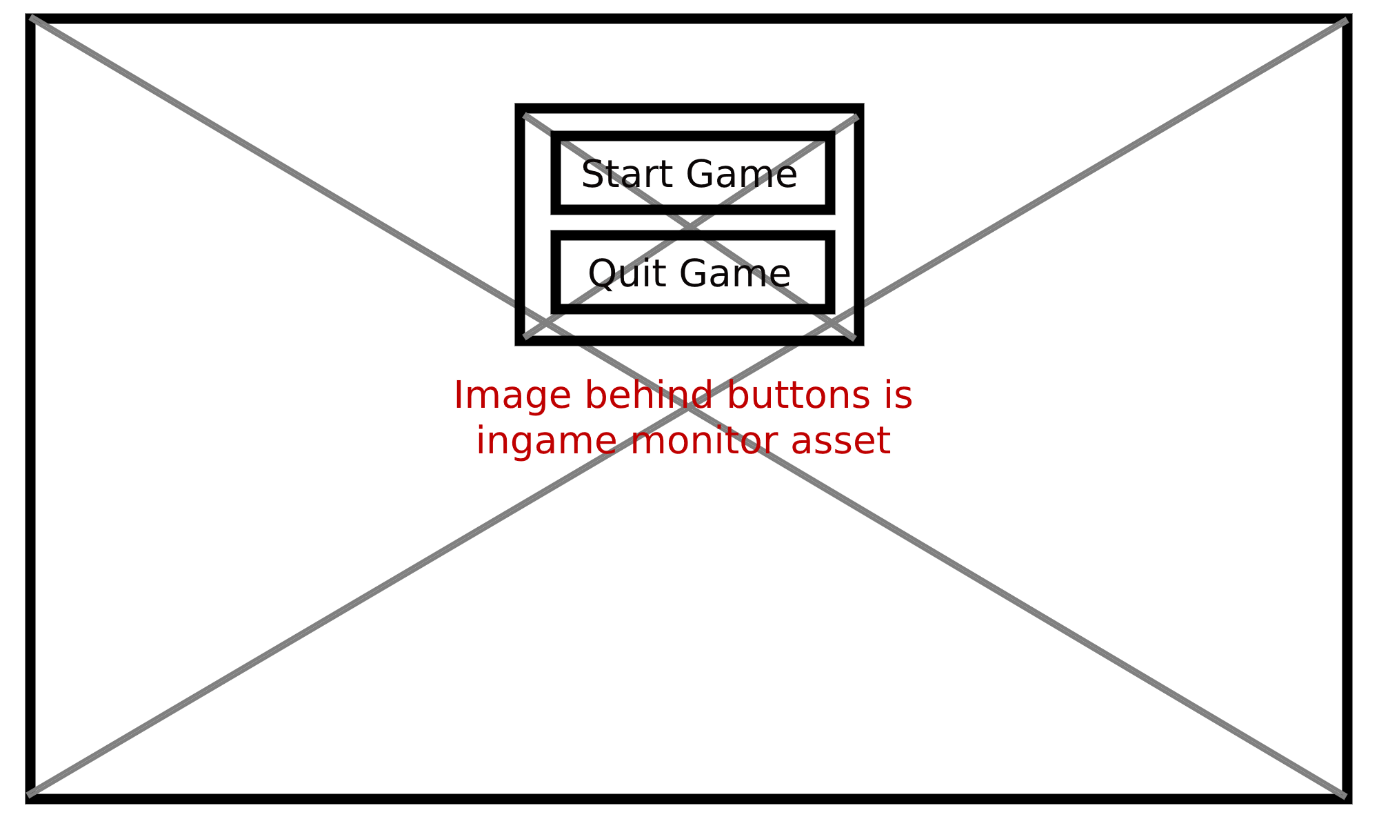 Start Game
Quit Game
Image behind buttons is
ingame monitor asset